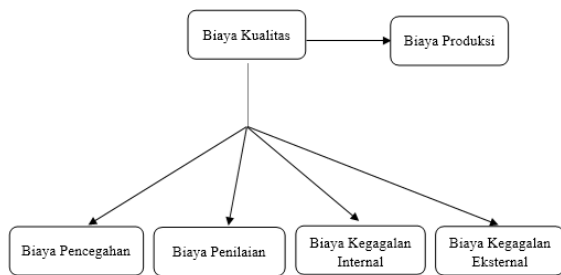 Biaya Kualitas
Biaya Produksi
Biaya Pencegahan
Biaya Penilaian
Biaya Kegagalan
Internal
Biaya Kegagalan
Eksternal